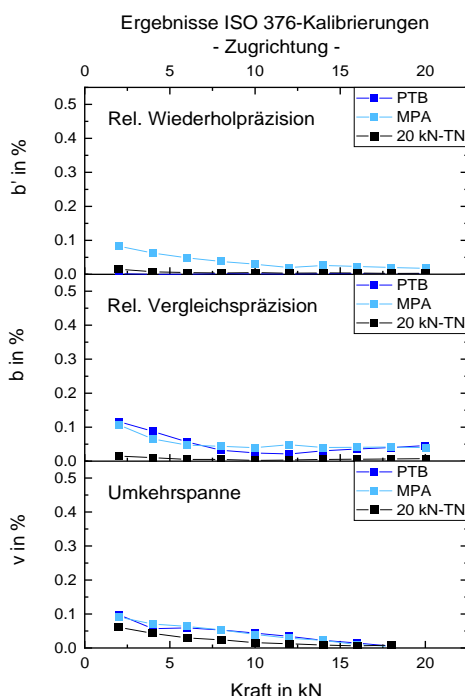 Ergebnisse ISO 376-Kalibrierungen
- Zugrichtung -
0 5 10 15 20
0.5
0.4
0.3
0.2
0.1
0.0
b' in %
Rel. Wiederholpräzision
PTB
MPA
20 kN-TN
0.5
0.4
0.3
0.2
0.1
0.0
b in %
Rel. Vergleichspräzision
PTB
MPA
20 kN-TN
0.5
0.4
0.3
0.2
0.1
0.0
v in %
Umkehrspanne
PTB
MPA
20 kN-TN
0 5 10 15 20
Kraft in kN